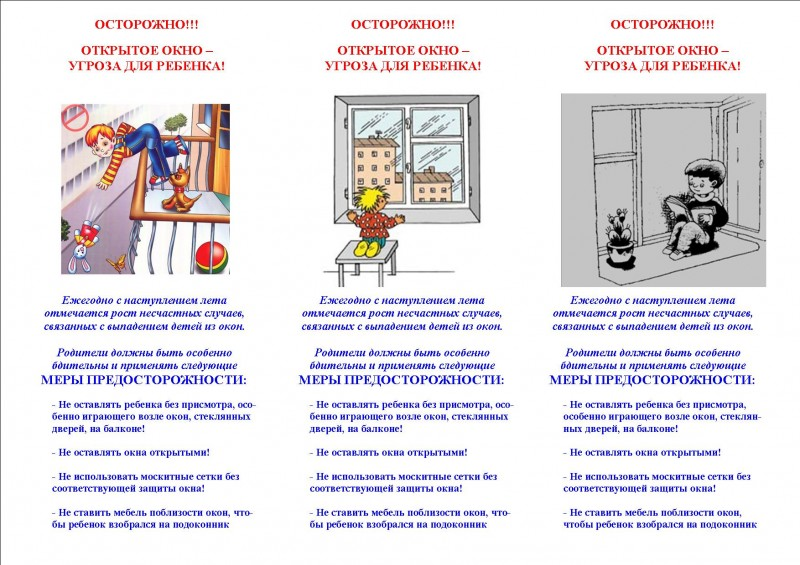 ОСТОРОЖНО!!!
ОТКРЫТОЕ ОКНО –
УГРОЗА ДЛЯ РЕБЕНКА!
Ежегодно с наступлением лета
отмечается рост несчастных случаев,
связанных с выпадением детей из окон.
Родители должны быть особенно
бдительны и применять следующие
МЕРЫ ПРЕДОСТОРОЖНОСТИ:
- Не оставлять ребенка без присмотра, осо-
бенно играющего возле окон, стеклянных
дверей, на балконе!
- Не оставлять окна открытыми!
- Не использовать москитные сетки без
соответствующей защиты окна!
- Не ставить мебель поблизости окон, что-
бы ребенок взобрался на подоконник
ОСТОРОЖНО!!!
ОТКРЫТОЕ ОКНО –
УГРОЗА ДЛЯ РЕБЕНКА!
Ежегодно с наступлением лета
отмечается рост несчастных случаев,
связанных с выпадением детей из окон.
Родители должны быть особенно
бдительны и применять следующие
МЕРЫ ПРЕДОСТОРОЖНОСТИ:
- Не оставлять ребенка без присмотра, осо-
бенно играющего возле окон, стеклянных
дверей, на балконе!
- Не оставлять окна открытыми!
- Не использовать москитные сетки без
соответствующей защиты окна!
- Не ставить мебель поблизости окон, что-
бы ребенок взобрался на подоконник
ОСТОРОЖНО!!!
ОТКРЫТОЕ ОКНО –
УГРОЗА ДЛЯ РЕБЕНКА!
Ежегодно с наступлением лета
отмечается рост несчастных случаев,
связанных с выпадением детей из окон.
Родители должны быть особенно
бдительны и применять следующие
МЕРЫ ПРЕДОСТОРОЖНОСТИ:
- Не оставлять ребенка без присмотра,
особенно играющего возле окон, стеклян-
ных дверей, на балконе!
- Не оставлять окна открытыми!
- Не использовать москитные сетки без
соответствующей защиты окна!
- Не ставить мебель поблизости окон,
чтобы ребенок взобрался на подоконник